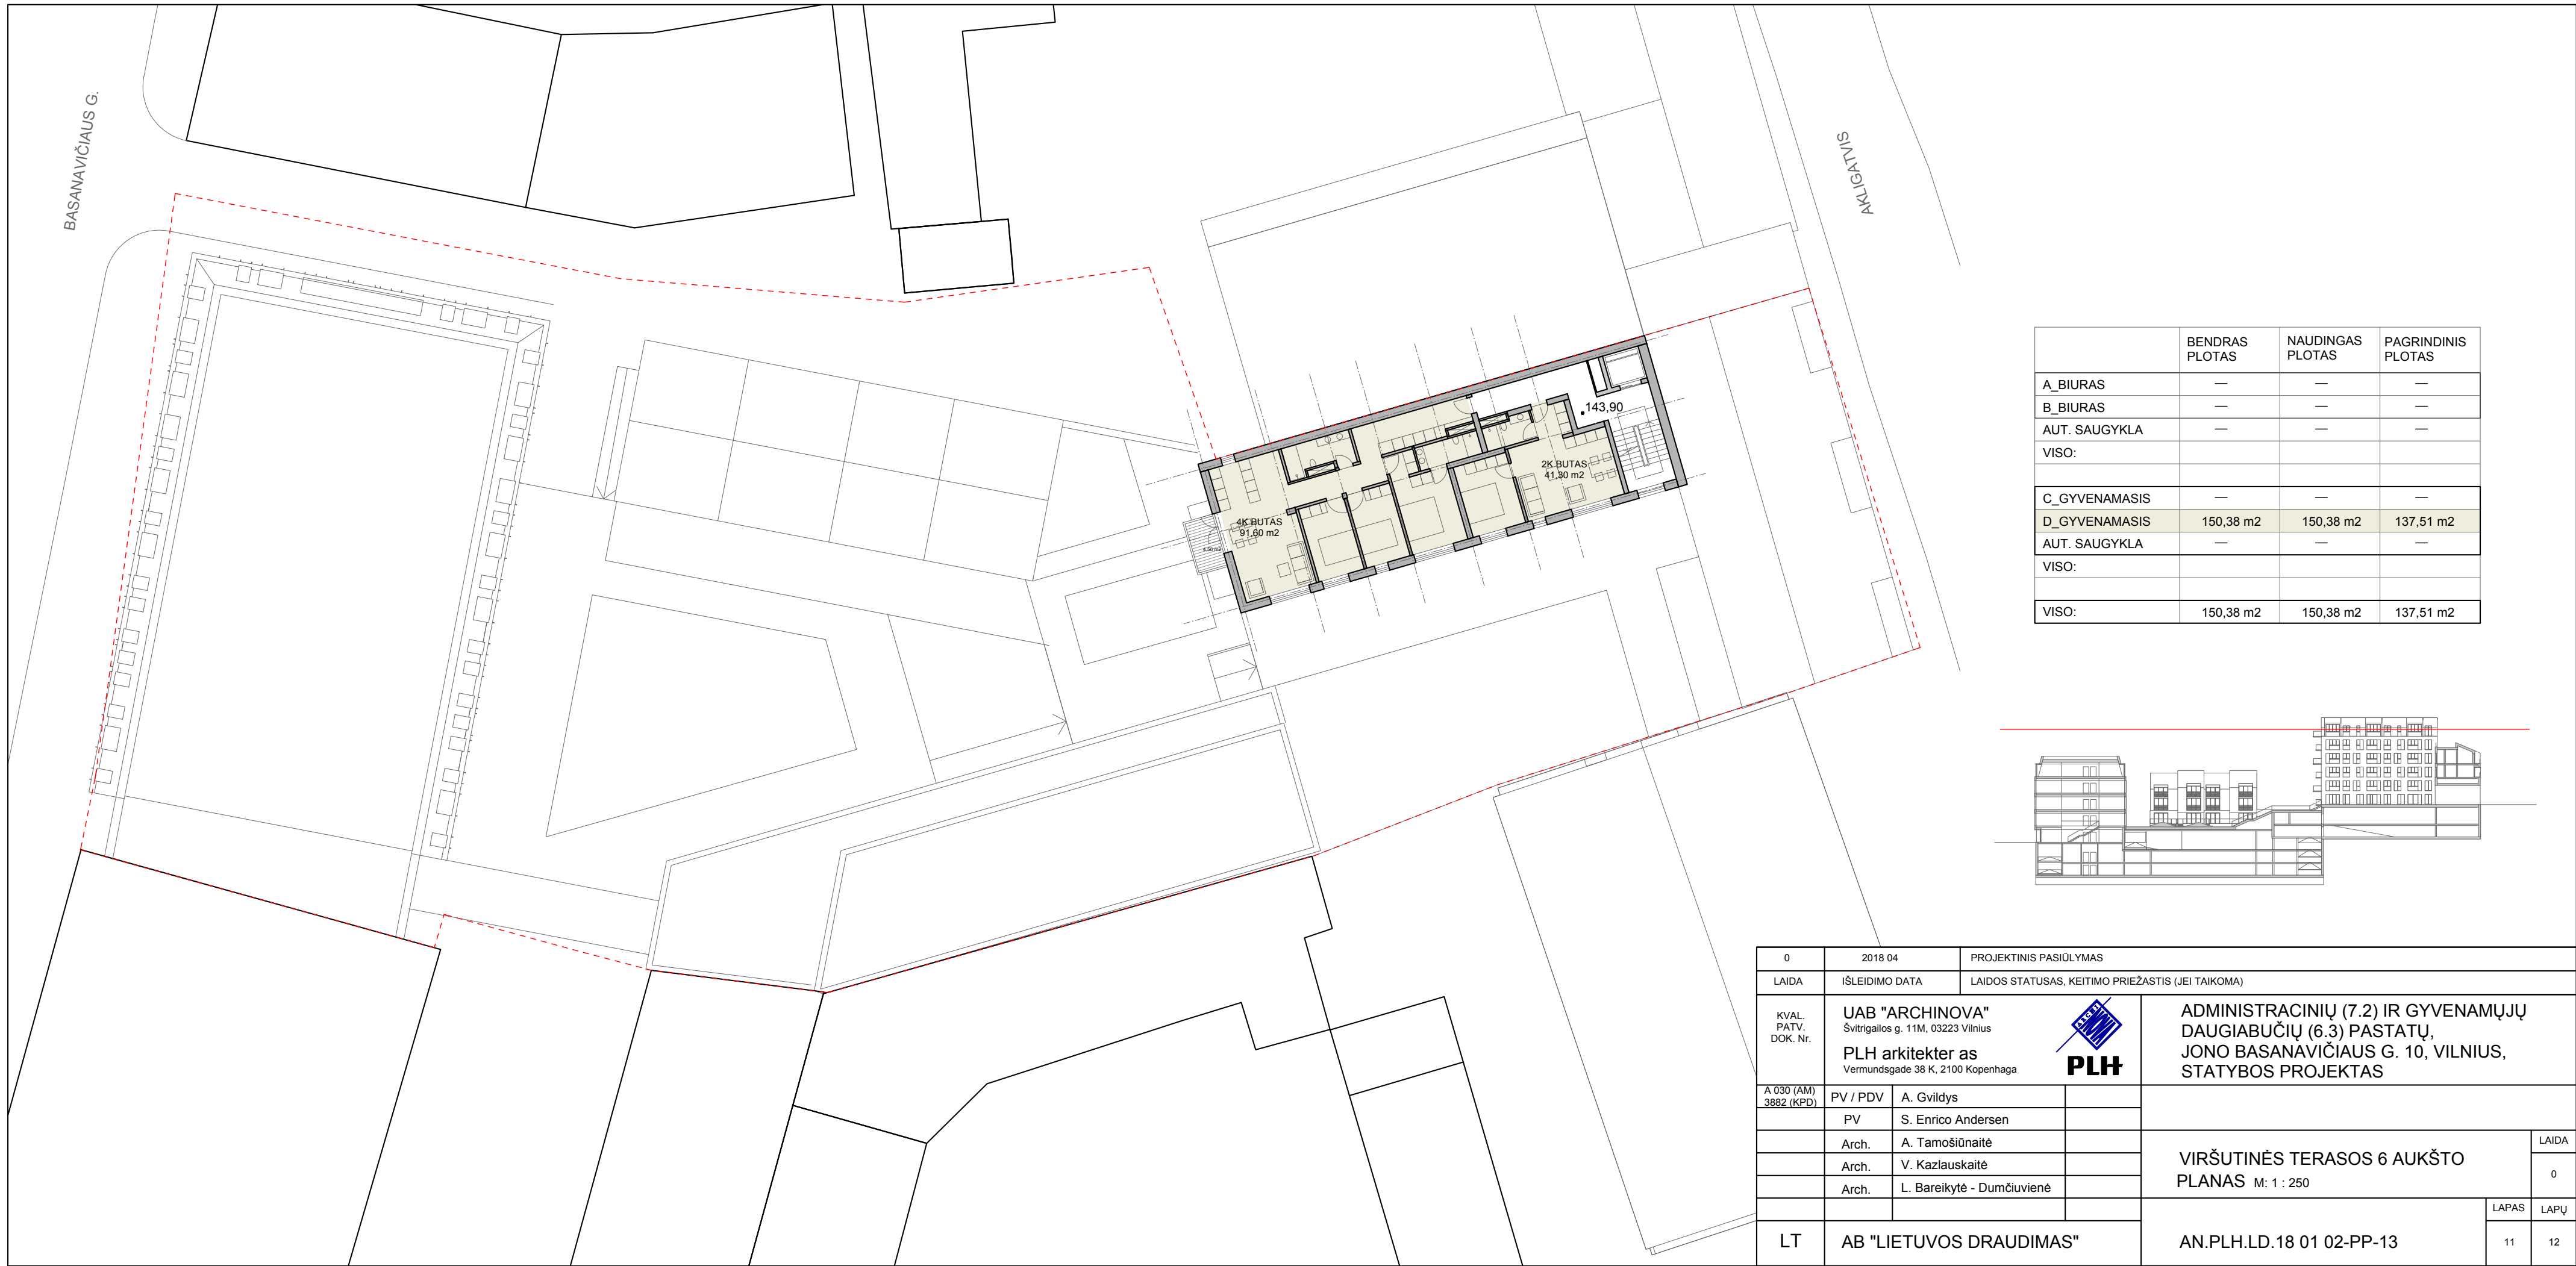 BASANAVIČIAUS G.
AKLIGATVIS
143,90
2K BUTAS
41,30 m2
4K BUTAS
91,60 m2
BENDRAS PLOTAS NAUDINGAS PLOTAS PAGRINDINIS PLOTAS
A_BIURAS — — —
B_BIURAS — — —
AUT. SAUGYKLA — — —
VISO:
C_GYVENAMASIS — — —
D_GYVENAMASIS 150,38 m2 150,38 m2 137,51 m2
AUT. SAUGYKLA — — —
VISO:
VISO: 150,38 m2 150,38 m2 137,51 m2
0 2018 04 PROJEKTINIS PASIŪLYMAS
LAIDA IŠLEIDIMO DATA LAIDOS STATUSAS, KEITIMO PRIEŽASTIS (JEI TAIKOMA)
KVAL.
PATV.
DOK. Nr.
UAB "ARCHINOVA"
Švitrigailos g. 11M, 03223 Vilnius
PLH arkitekter as
Vermundsgade 38 K, 2100 Kopenhaga
PLH
ADMINISTRACINIŲ (7.2) IR GYVENAMŲJŲ
DAUGIABUČIŲ (6.3) PASTATŲ,
JONO BASANAVIČIAUS G. 10, VILNIUS,
STATYBOS PROJEKTAS
A 030 (AM)
3882 (KPD)
PV / PDV A. Gvildys
PV S. Enrico Andersen
Arch. A. Tamošiūnaitė
Arch. V. Kazlauskaitė
Arch. L. Bareikytė - Dumčiuvienė
VIRŠUTINĖS TERASOS 6 AUKŠTO
PLANAS M: 1 : 250
LAIDA
0
LT AB "LIETUVOS DRAUDIMAS"
AN.PLH.LD.18 01 02-PP-13
LAPAS LAPŲ
11 12